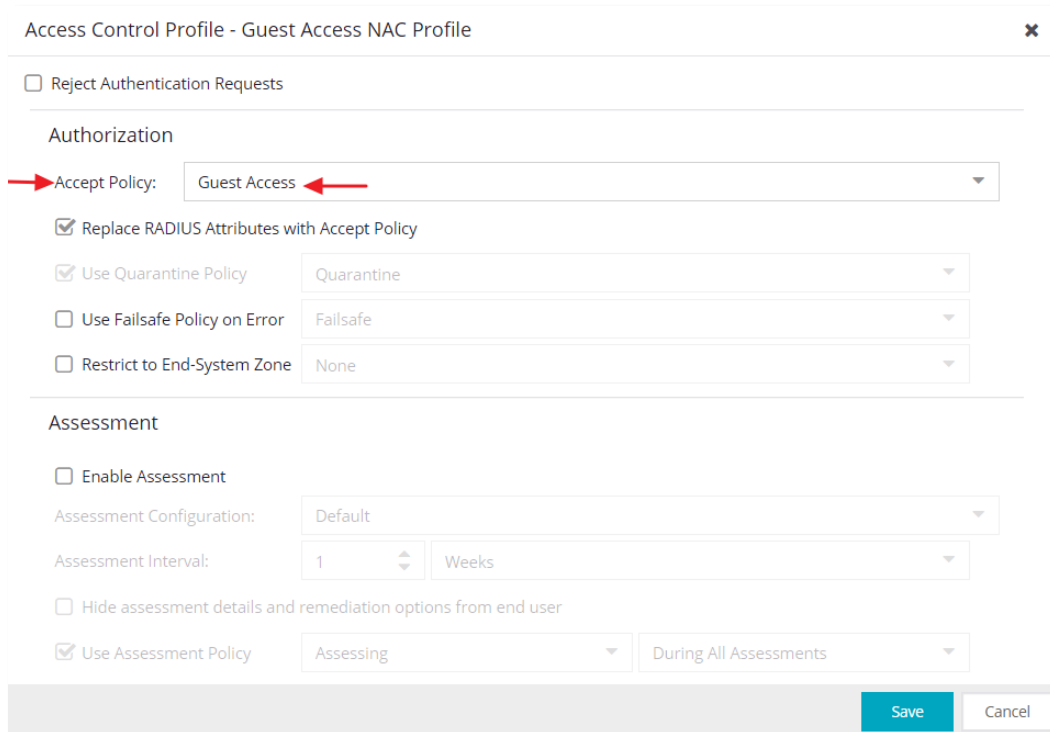 Access Control Profile - Guest Access NAC Profile
Reject Authentication Requests
Authorization
Accept Policy: Guest Access
Replace RADIUS Attributes with Accept Policy
Use Quarantine Policy Quarantine
Use Failsafe Policy on Error Failsafe
Restrict to End-System Zone None
Assessment
Enable Assessment
Assessment Configuration: Default
Assessment Interval: 1 Weeks
Hide assessment details and remediation options from end user
Use Assessment Policy Assessing During All Assessments
Save Cancel